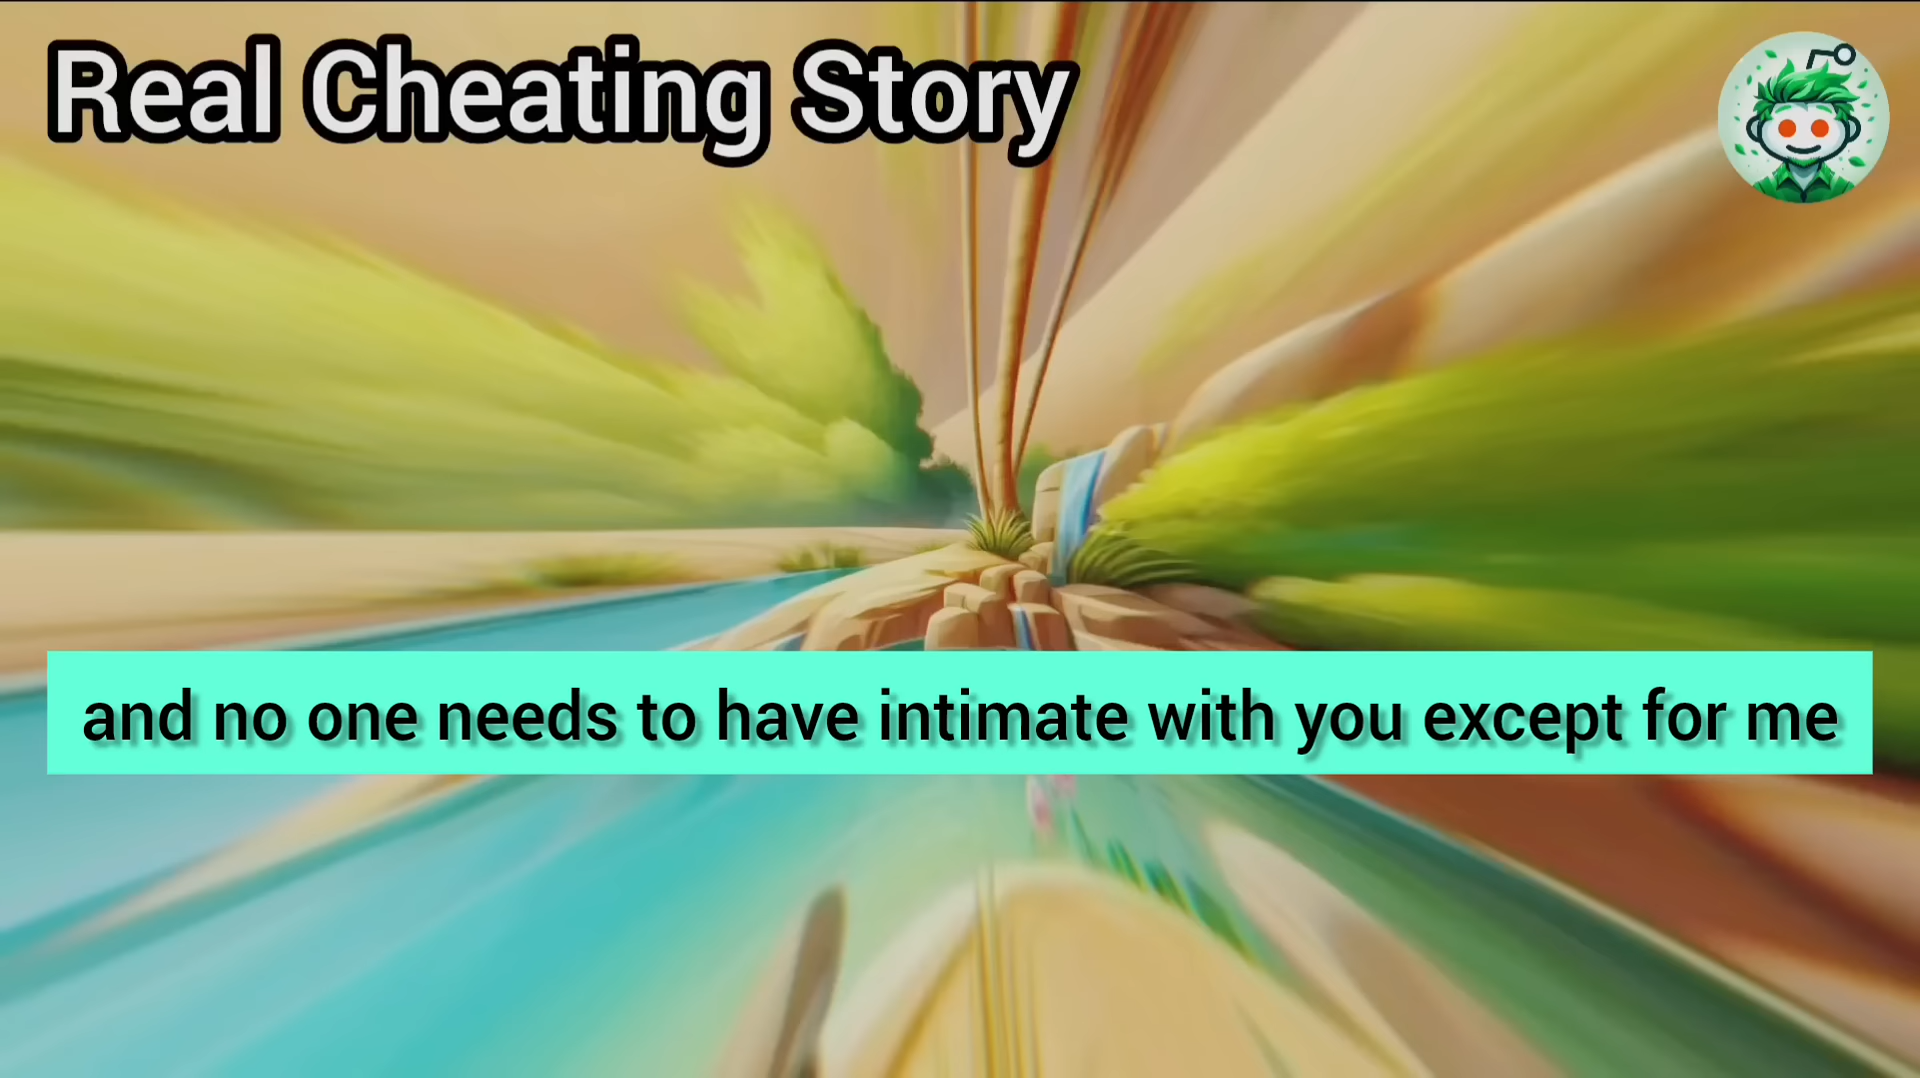 Real Cheating Story
and no one needs to have intimate with you except for me